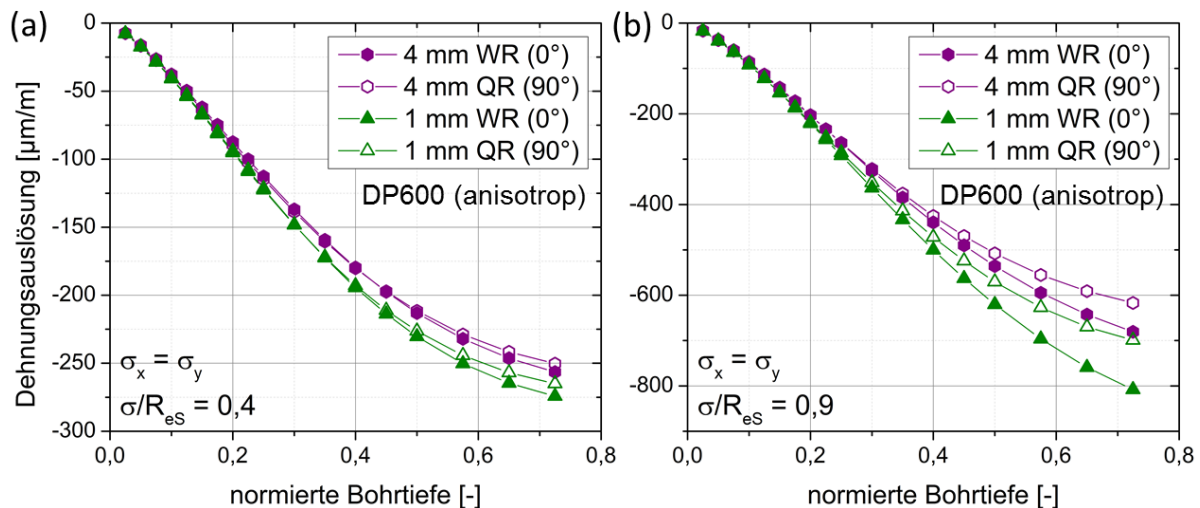 (a)
0
-50
-100
-150
-200
-250
-300
Dehnungsauslösung [µm/m]
4 mm WR (0°)
4 mm QR (90°)
1 mm WR (0°)
1 mm QR (90°)
DP600 (anisotrop)
σx = σy
σ/ReS = 0,4
0,0 0,2 0,4 0,6 0,8
normierte Bohrtiefe [-]
(b)
0
-200
-400
-600
-800
4 mm WR (0°)
4 mm QR (90°)
1 mm WR (0°)
1 mm QR (90°)
DP600 (anisotrop)
σx = σy
σ/ReS = 0,9
0,0 0,2 0,4 0,6 0,8
normierte Bohrtiefe [-]